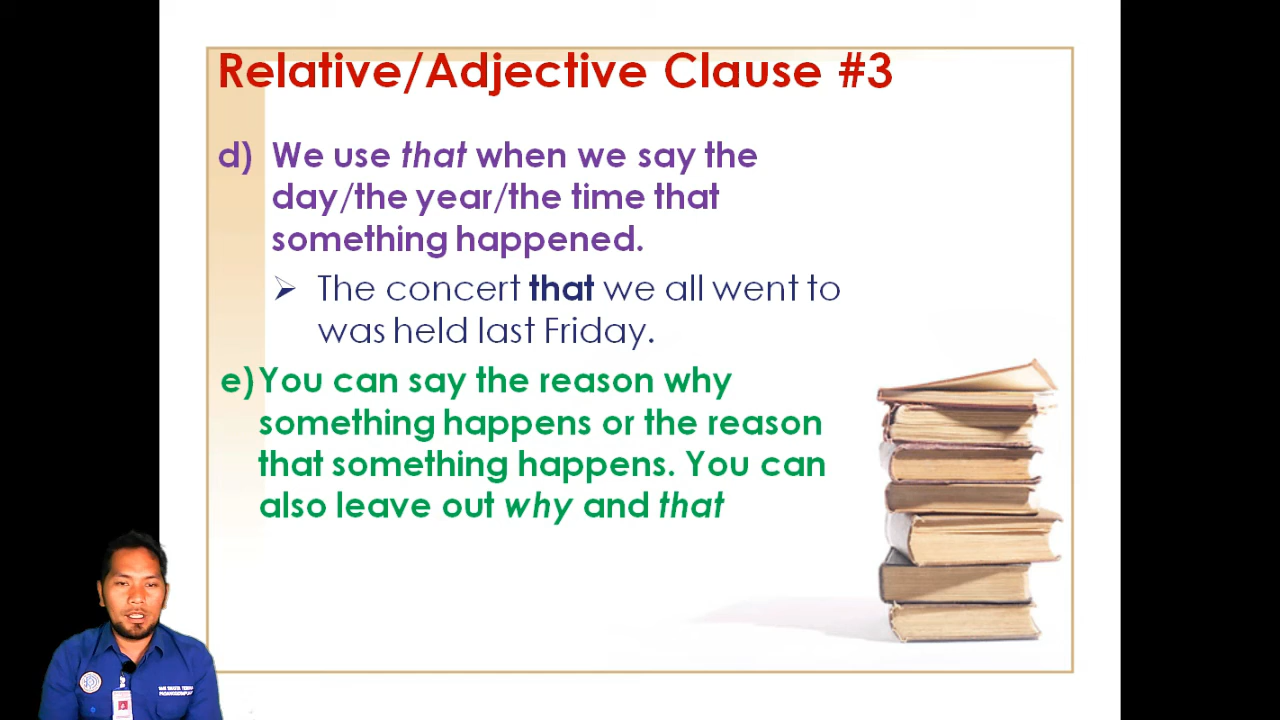 Relative/Adjective Clause #3
d) We use that when we say the
day/the year/the time that
something happened.
➢ The concert that we all went to
was held last Friday.
e) You can say the reason why
something happens or the reason
that something happens. You can
also leave out why and that